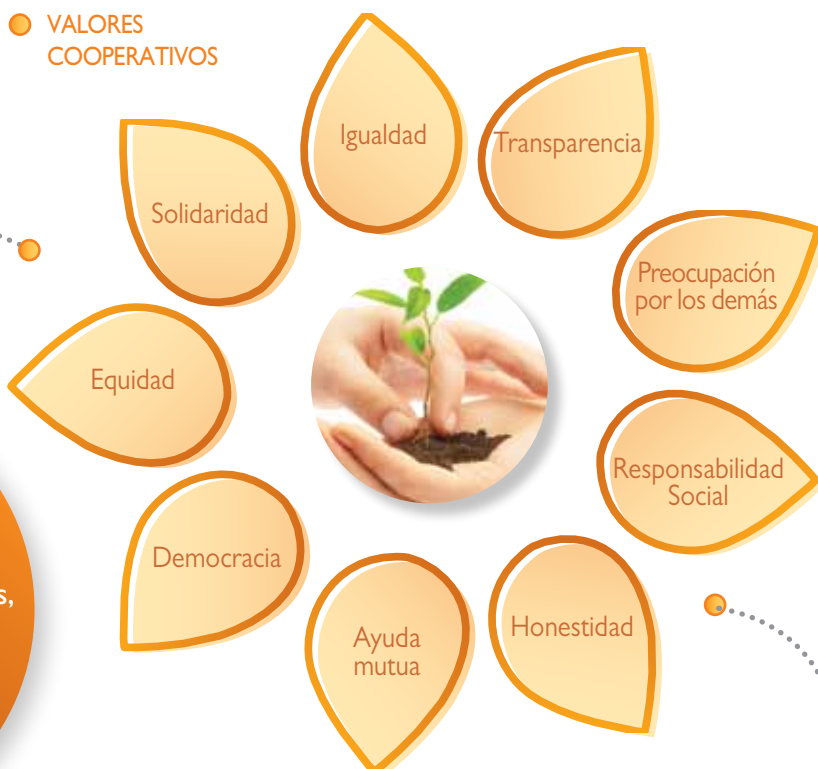 VALORES
COOPERATIVOS
Igualdad
Transparencia
Preocupación
por los demás
Responsabilidad
Social
Honestidad
Ayuda
mutua
Democracia
Equidad
Solidaridad
s,